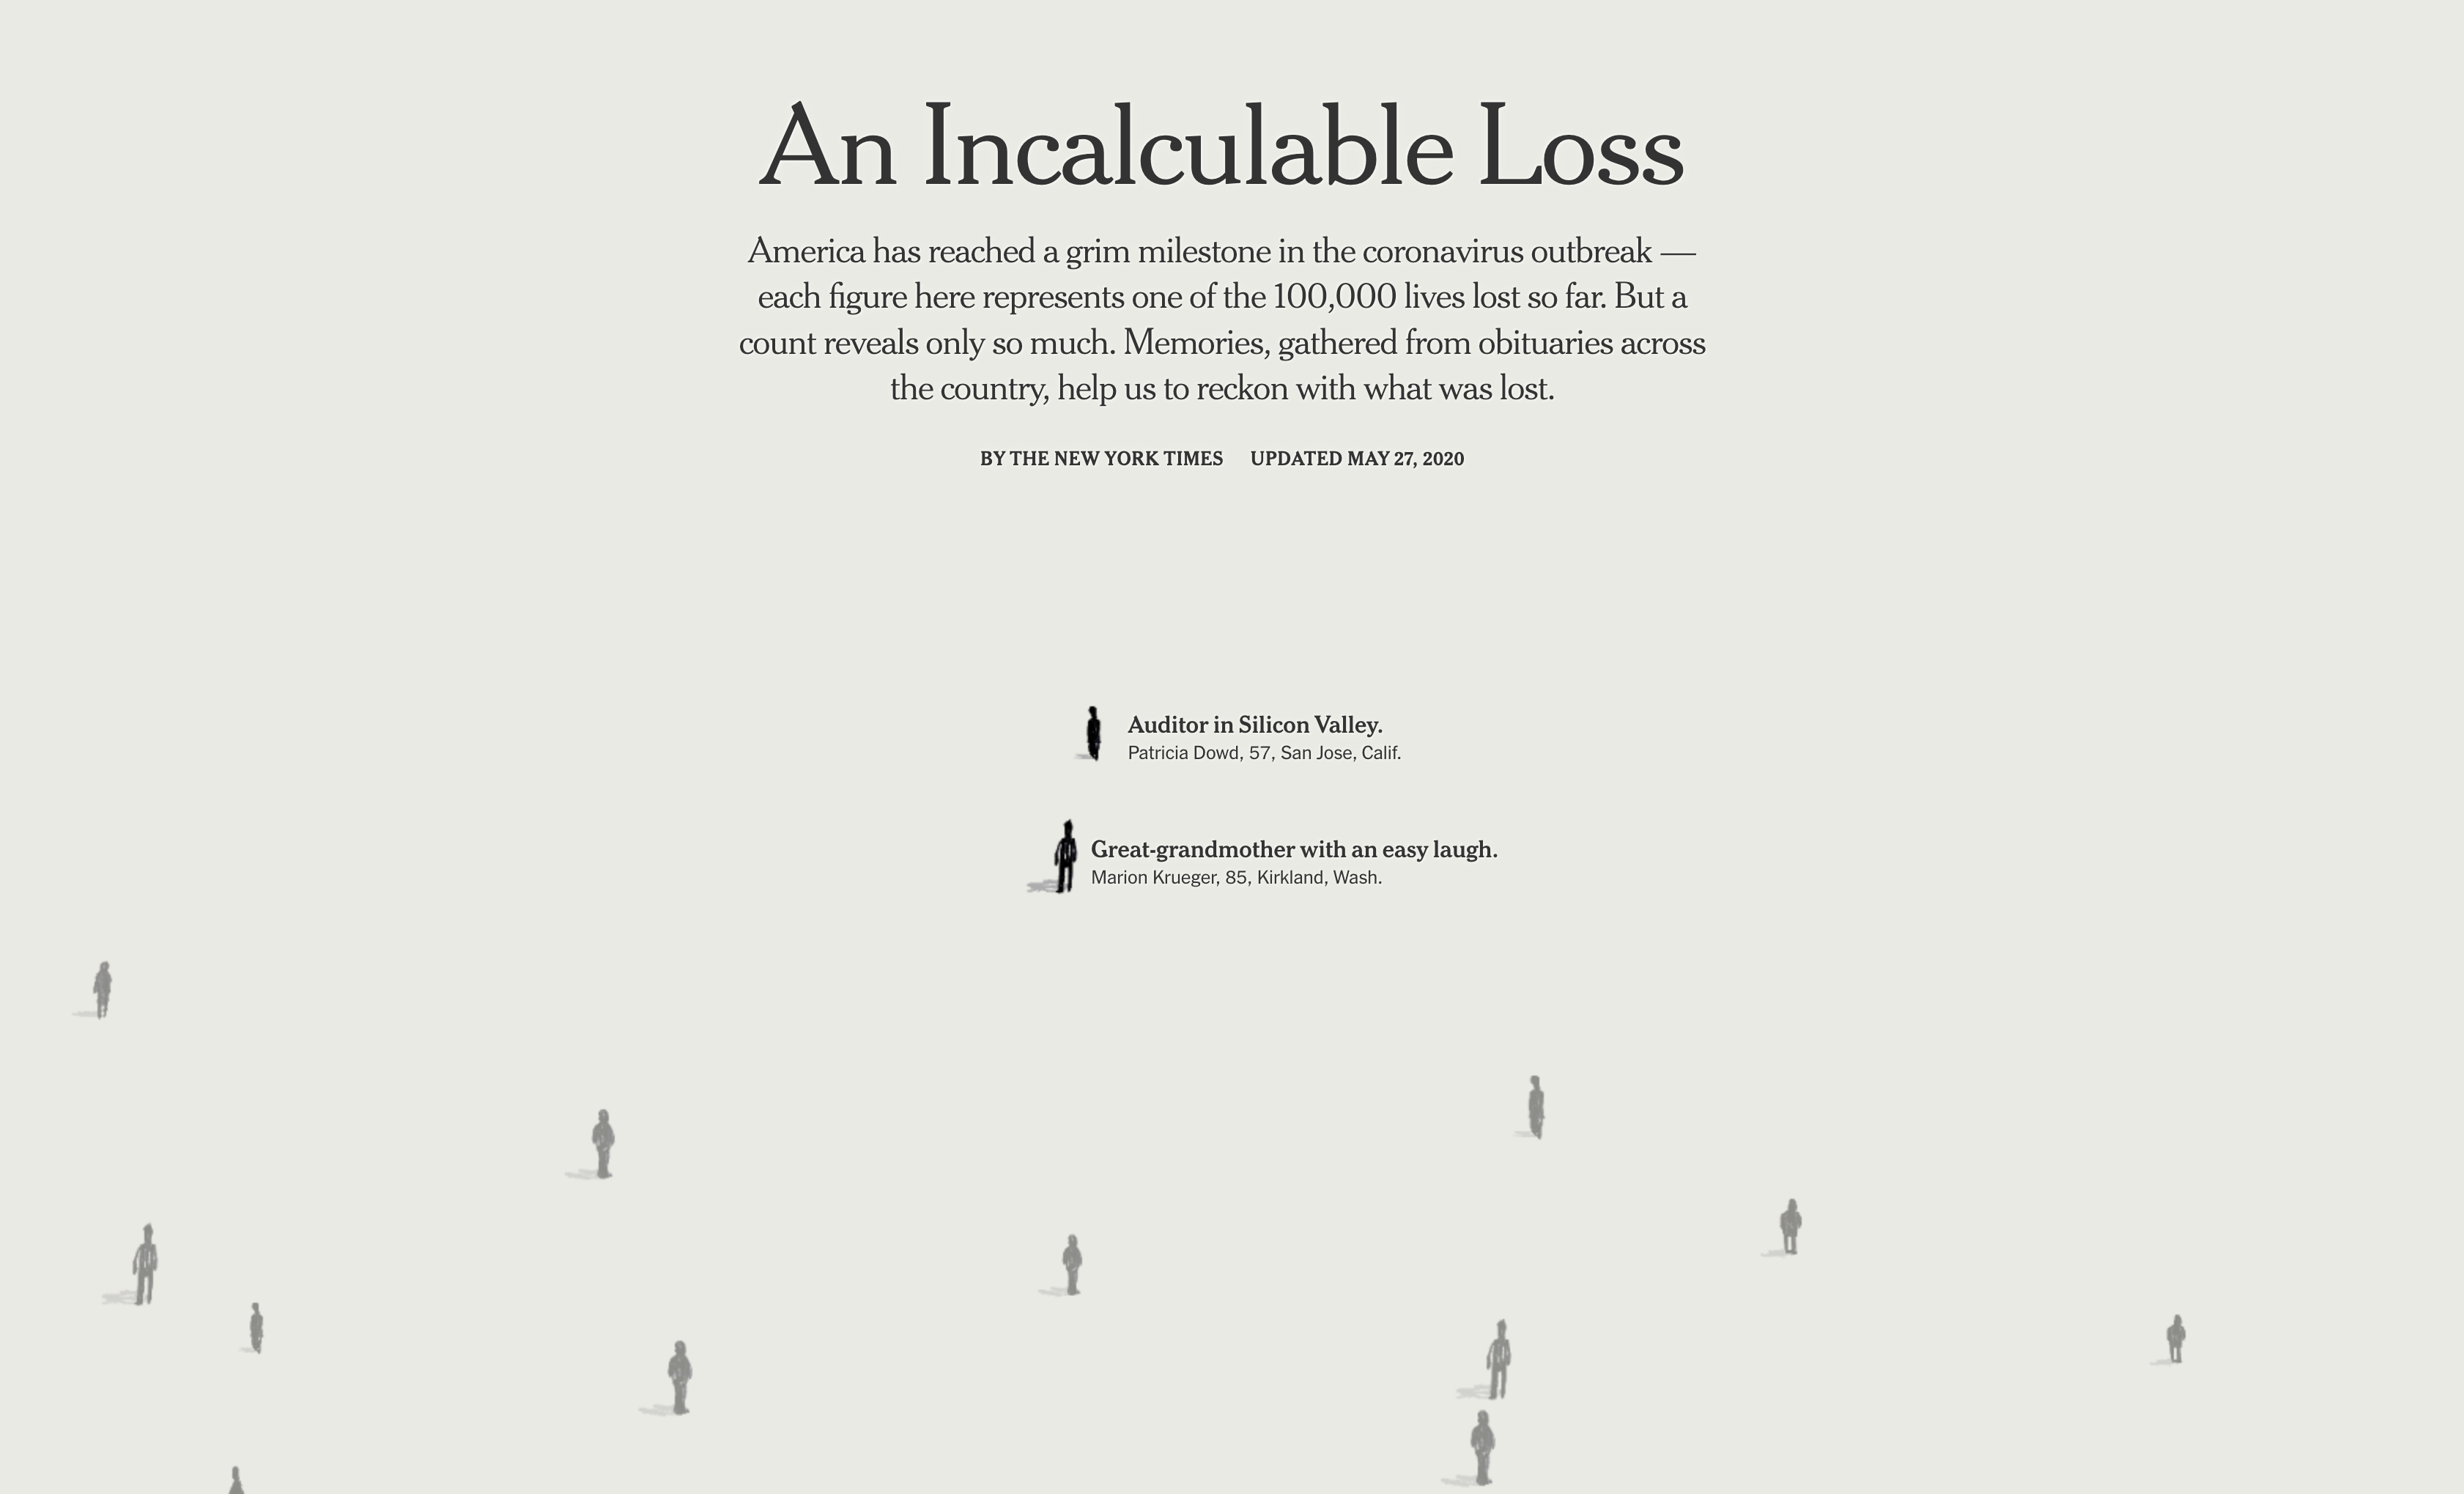 An Incalculable Loss
America has reached a grim milestone in the coronavirus outbreak —
each figure here represents one of the 100,000 lives lost so far. But a
count reveals only so much. Memories, gathered from obituaries across
the country, help us to reckon with what was lost.
BY THE NEW YORK TIMES UPDATED MAY 27, 2020
Auditor in Silicon Valley.
Patricia Dowd, 57, San Jose, Calif.
Great-grandmother with an easy laugh.
Marion Krueger, 85, Kirkland, Wash.